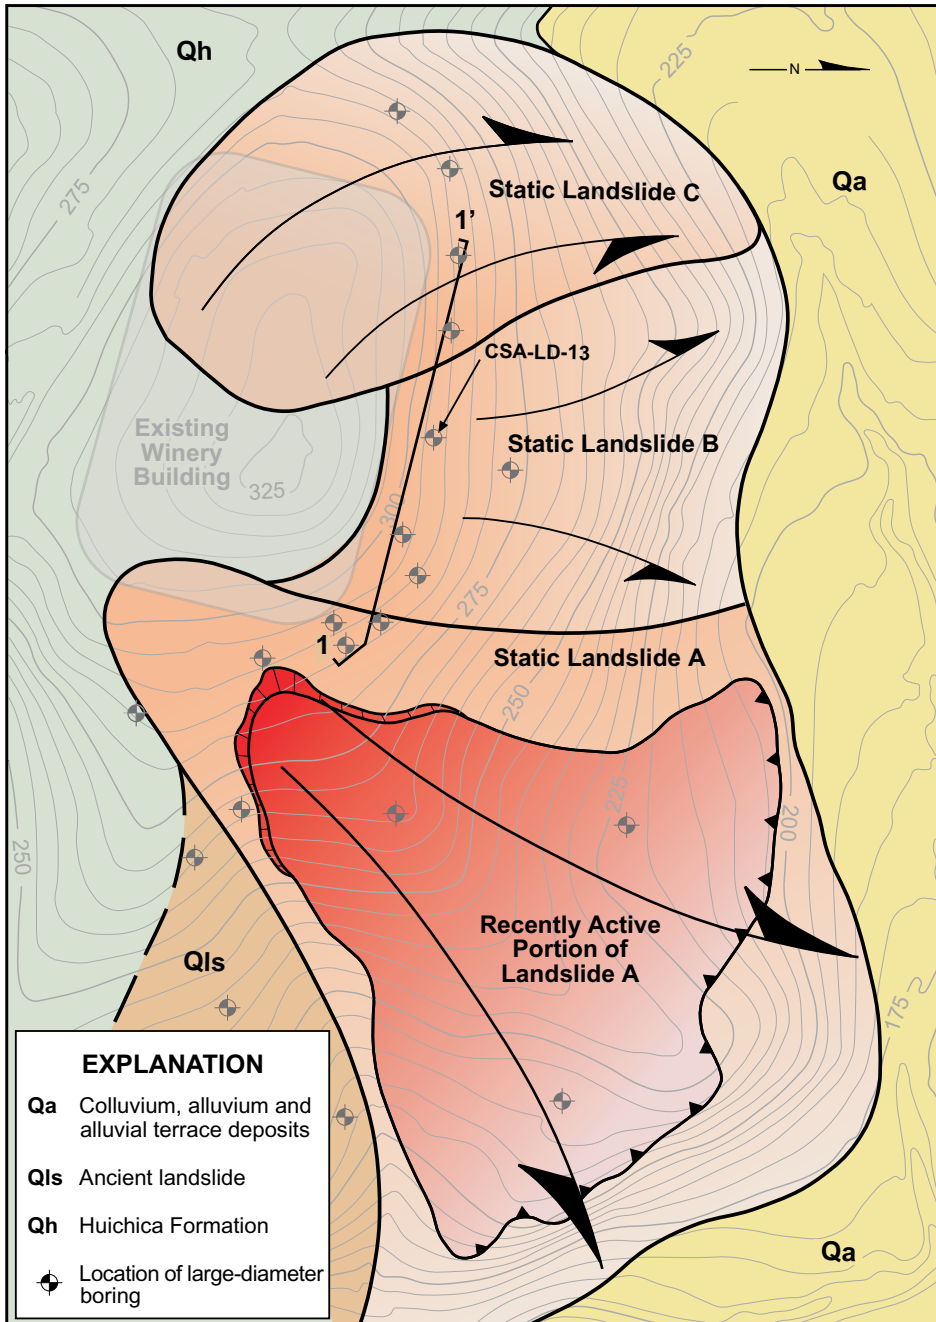 Qh
225
N
275
Qa
Static Landslide C
1’
CSA-LD-13
Existing
Winery
Building
Static Landslide B
325
300
275
1
Static Landslide A
250
225
200
250
Recently Active
Portion of
Landslide A
Qls
175
EXPLANATION
Qa Colluvium, alluvium and
alluvial terrace deposits
Qls Ancient landslide
Qh Huichica Formation
Location of large-diameter
boring
Qa